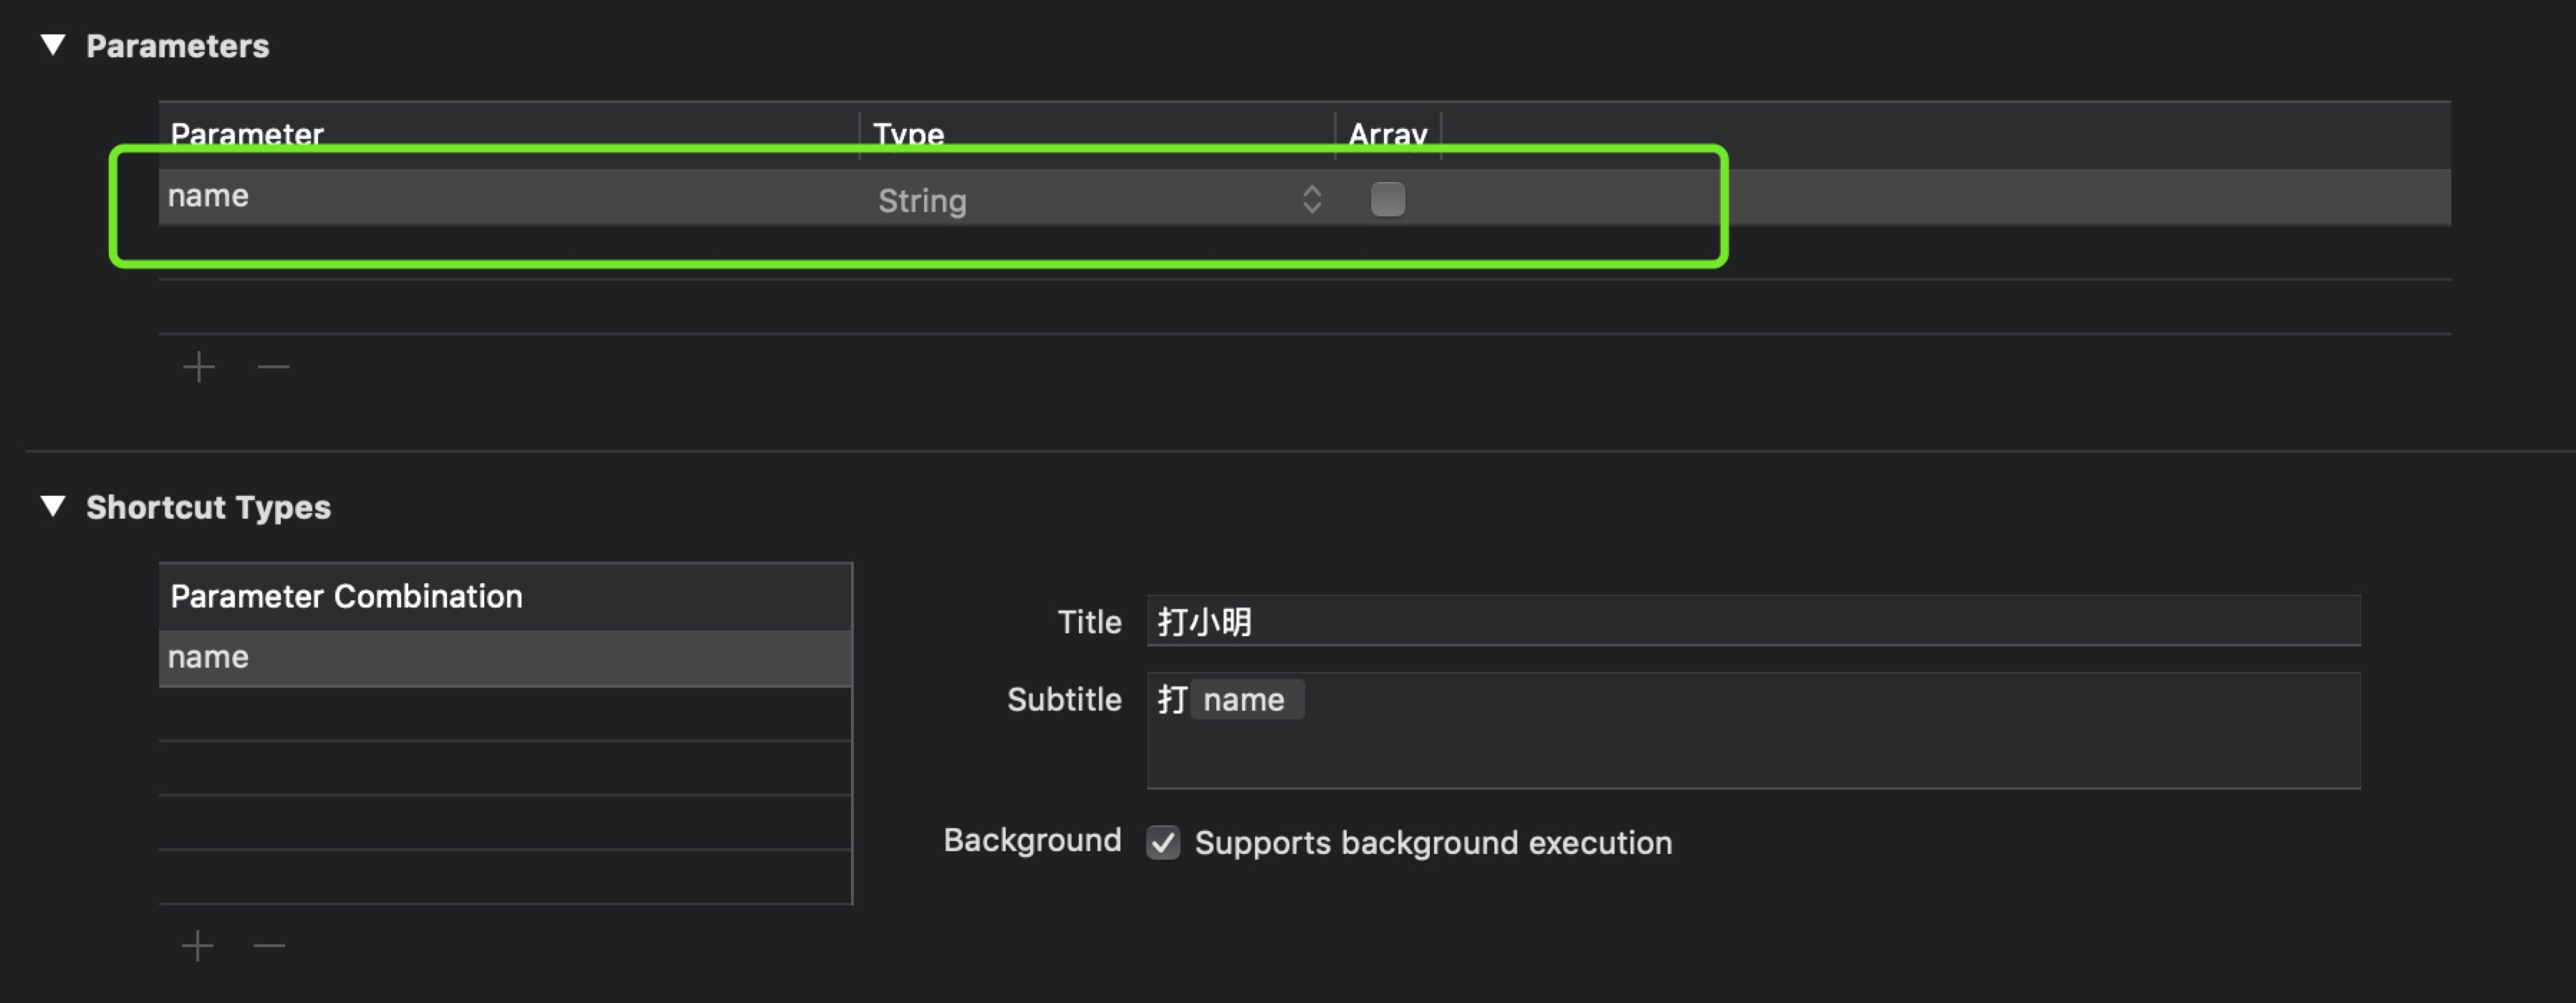 Parameters
Parameter Type Array
name String
Shortcut Types
Parameter Combination
name
Title 打小明
Subtitle 打 name
Background Supports background execution